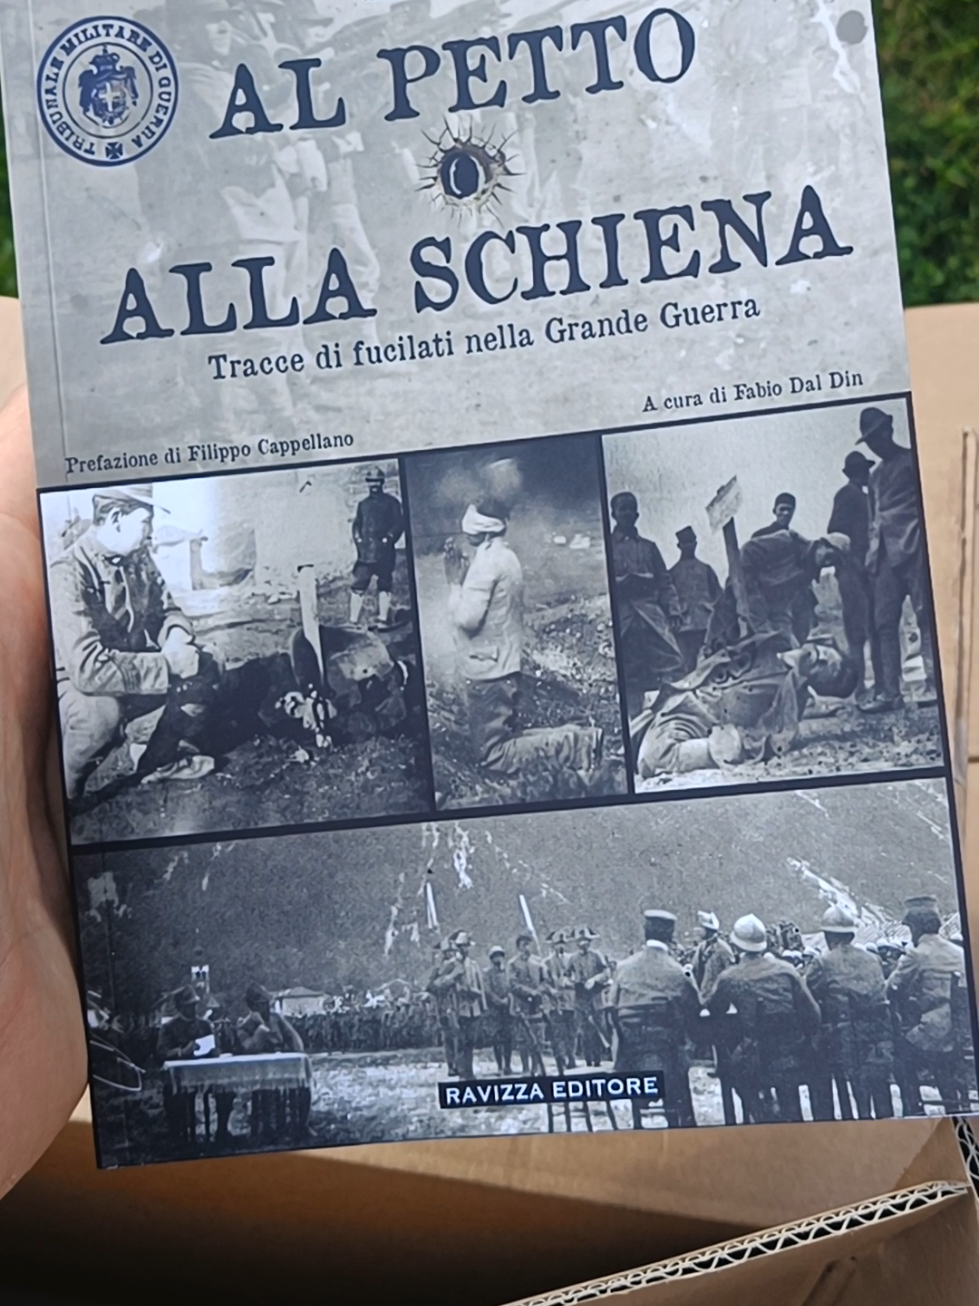 TRIBUNALE MILITARE DI GUERRA
AL PETTO
ALLA SCHIENA
Tracce di fucilati nella Grande Guerra
A cura di Fabio Dal Din
Prefazione di Filippo Cappellano
RAVIZZA EDITORE